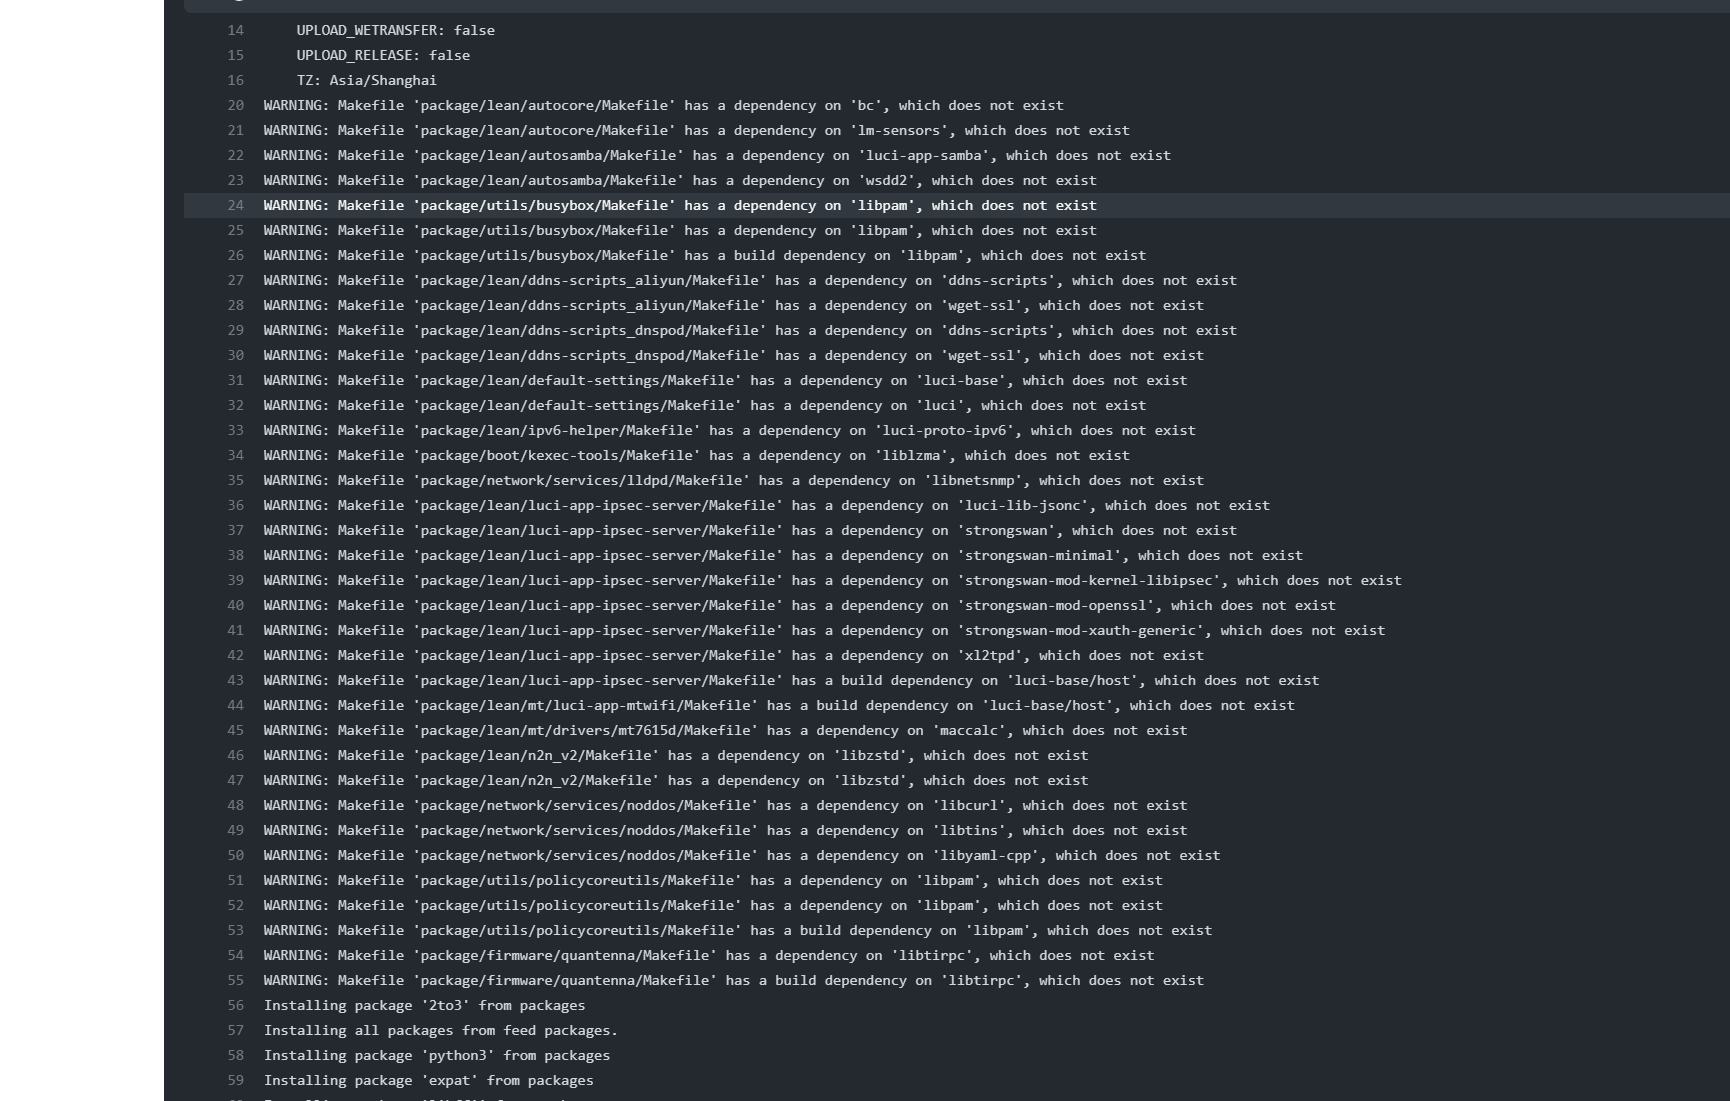 14 UPLOAD_WETRANSFER: false
15 UPLOAD_RELEASE: false
16 TZ: Asia/Shanghai
20 WARNING: Makefile 'package/lean/autocore/Makefile' has a dependency on 'bc', which does not exist
21 WARNING: Makefile 'package/lean/autocore/Makefile' has a dependency on 'lm-sensors', which does not exist
22 WARNING: Makefile 'package/lean/autosamba/Makefile' has a dependency on 'luci-app-samba', which does not exist
23 WARNING: Makefile 'package/lean/autosamba/Makefile' has a dependency on 'wsdd2', which does not exist
24 WARNING: Makefile 'package/utils/busybox/Makefile' has a dependency on 'libpam', which does not exist
25 WARNING: Makefile 'package/utils/busybox/Makefile' has a dependency on 'libpam', which does not exist
26 WARNING: Makefile 'package/utils/busybox/Makefile' has a build dependency on 'libpam', which does not exist
27 WARNING: Makefile 'package/lean/ddns-scripts_aliyun/Makefile' has a dependency on 'ddns-scripts', which does not exist
28 WARNING: Makefile 'package/lean/ddns-scripts_aliyun/Makefile' has a dependency on 'wget-ssl', which does not exist
29 WARNING: Makefile 'package/lean/ddns-scripts_dnspod/Makefile' has a dependency on 'ddns-scripts', which does not exist
30 WARNING: Makefile 'package/lean/ddns-scripts_dnspod/Makefile' has a dependency on 'wget-ssl', which does not exist
31 WARNING: Makefile 'package/lean/default-settings/Makefile' has a dependency on 'luci-base', which does not exist
32 WARNING: Makefile 'package/lean/default-settings/Makefile' has a dependency on 'luci', which does not exist
33 WARNING: Makefile 'package/lean/ipv6-helper/Makefile' has a dependency on 'luci-proto-ipv6', which does not exist
34 WARNING: Makefile 'package/boot/kexec-tools/Makefile' has a dependency on 'liblzma', which does not exist
35 WARNING: Makefile 'package/network/services/lldpd/Makefile' has a dependency on 'libnetsnmp', which does not exist
36 WARNING: Makefile 'package/lean/luci-app-ipsec-server/Makefile' has a dependency on 'luci-lib-jsonc', which does not exist
37 WARNING: Makefile 'package/lean/luci-app-ipsec-server/Makefile' has a dependency on 'strongswan', which does not exist
38 WARNING: Makefile 'package/lean/luci-app-ipsec-server/Makefile' has a dependency on 'strongswan-minimal', which does not exist
39 WARNING: Makefile 'package/lean/luci-app-ipsec-server/Makefile' has a dependency on 'strongswan-mod-kernel-libipsec', which does not exist
40 WARNING: Makefile 'package/lean/luci-app-ipsec-server/Makefile' has a dependency on 'strongswan-mod-openssl', which does not exist
41 WARNING: Makefile 'package/lean/luci-app-ipsec-server/Makefile' has a dependency on 'strongswan-mod-xauth-generic', which does not exist
42 WARNING: Makefile 'package/lean/luci-app-ipsec-server/Makefile' has a dependency on 'xl2tpd', which does not exist
43 WARNING: Makefile 'package/lean/luci-app-ipsec-server/Makefile' has a build dependency on 'luci-base/host', which does not exist
44 WARNING: Makefile 'package/lean/mt/luci-app-mtwifi/Makefile' has a build dependency on 'luci-base/host', which does not exist
45 WARNING: Makefile 'package/lean/mt/drivers/mt7615d/Makefile' has a dependency on 'maccalc', which does not exist
46 WARNING: Makefile 'package/lean/n2n_v2/Makefile' has a dependency on 'libzstd', which does not exist
47 WARNING: Makefile 'package/lean/n2n_v2/Makefile' has a dependency on 'libzstd', which does not exist
48 WARNING: Makefile 'package/network/services/noddos/Makefile' has a dependency on 'libcurl', which does not exist
49 WARNING: Makefile 'package/network/services/noddos/Makefile' has a dependency on 'libtins', which does not exist
50 WARNING: Makefile 'package/network/services/noddos/Makefile' has a dependency on 'libyaml-cpp', which does not exist
51 WARNING: Makefile 'package/utils/policycoreutils/Makefile' has a dependency on 'libpam', which does not exist
52 WARNING: Makefile 'package/utils/policycoreutils/Makefile' has a dependency on 'libpam', which does not exist
53 WARNING: Makefile 'package/utils/policycoreutils/Makefile' has a build dependency on 'libpam', which does not exist
54 WARNING: Makefile 'package/firmware/quantenna/Makefile' has a dependency on 'libtirpc', which does not exist
55 WARNING: Makefile 'package/firmware/quantenna/Makefile' has a build dependency on 'libtirpc', which does not exist
56 Installing package '2to3' from packages
57 Installing all packages from feed packages.
58 Installing package 'python3' from packages
59 Installing package 'expat' from packages